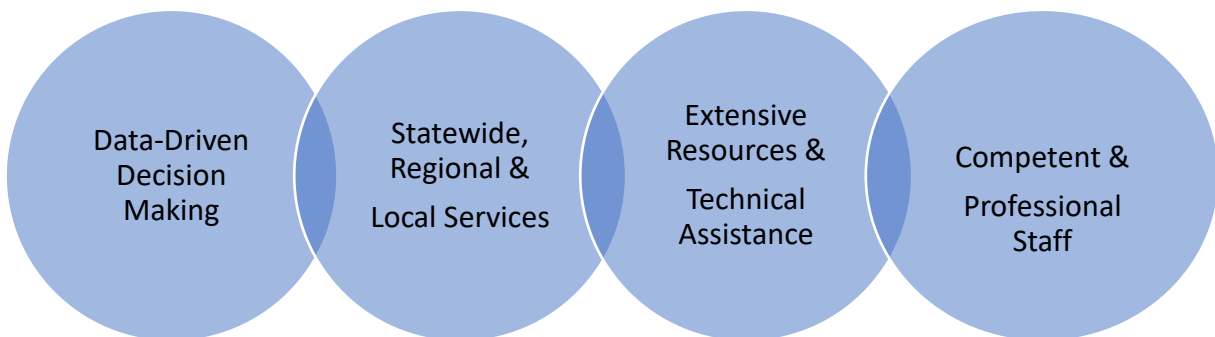 Data-Driven
Decision
Making
Statewide,
Regional &
Local Services
Extensive
Resources &
Technical
Assistance
Competent &
Professional
Staff